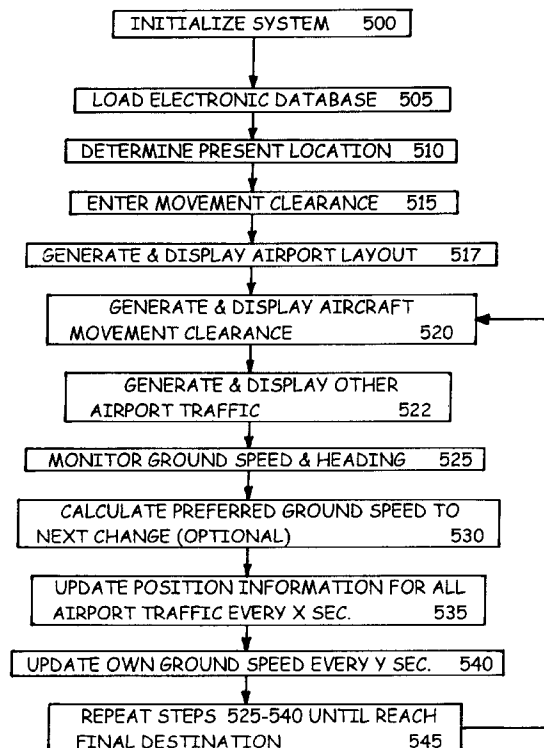 INITIALIZE SYSTEM 500
LOAD ELECTRONIC DATABASE 505
DETERMINE PRESENT LOCATION 510
ENTER MOVEMENT CLEARANCE 515
GENERATE & DISPLAY AIRPORT LAYOUT 517
GENERATE & DISPLAY AIRCRAFT
MOVEMENT CLEARANCE 520
GENERATE & DISPLAY OTHER
AIRPORT TRAFFIC 522
MONITOR GROUND SPEED & HEADING 525
CALCULATE PREFERRED GROUND SPEED TO
NEXT CHANGE (OPTIONAL) 530
UPDATE POSITION INFORMATION FOR ALL
AIRPORT TRAFFIC EVERY X SEC. 535
UPDATE OWN GROUND SPEED EVERY Y SEC. 540
REPEAT STEPS 525-540 UNTIL REACH
FINAL DESTINATION 545